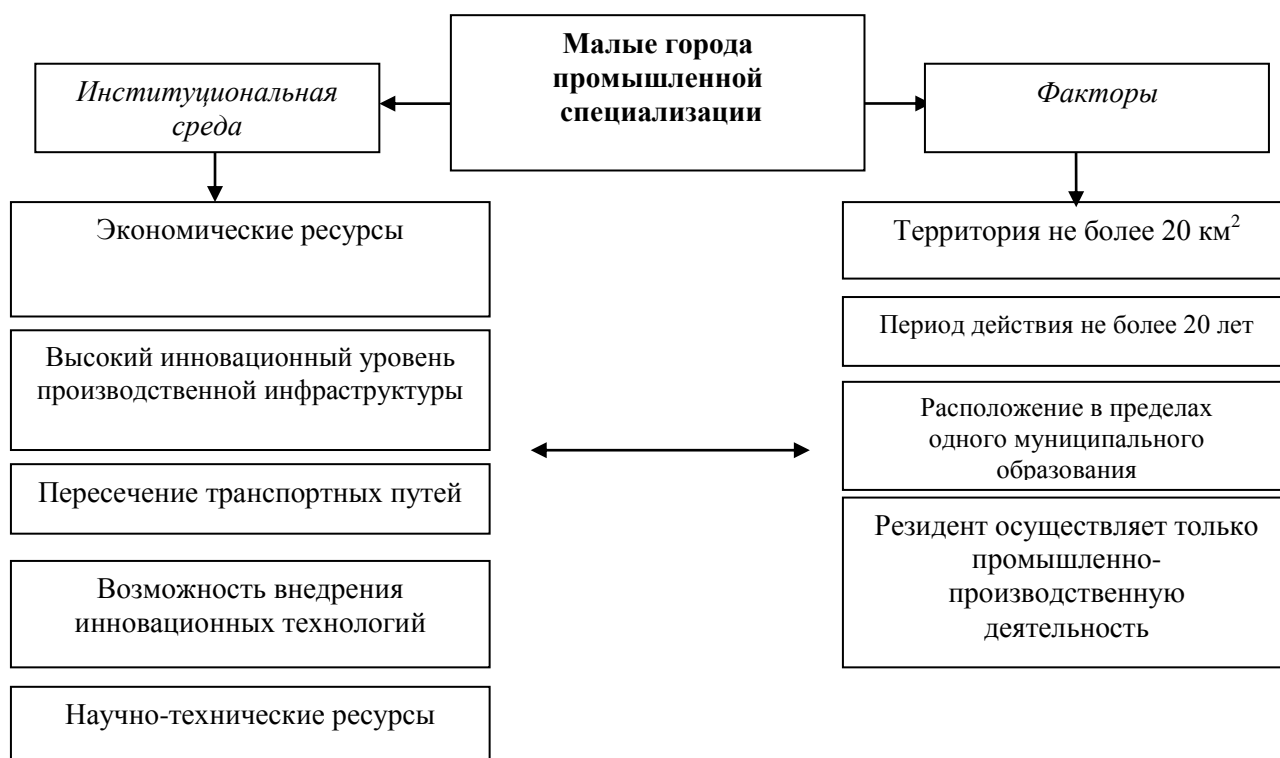 Малые города
промышленной
специализации
Институциональная
среда
Факторы
Экономические ресурсы
Высокий инновационный уровень
производственной инфраструктуры
Пересечение транспортных путей
Возможность внедрения
инновационных технологий
Научно-технические ресурсы
Территория не более 20 км²
Период действия не более 20 лет
Расположение в пределах
одного муниципального
образования
Резидент осуществляет только
промышленно-
производственную
деятельность